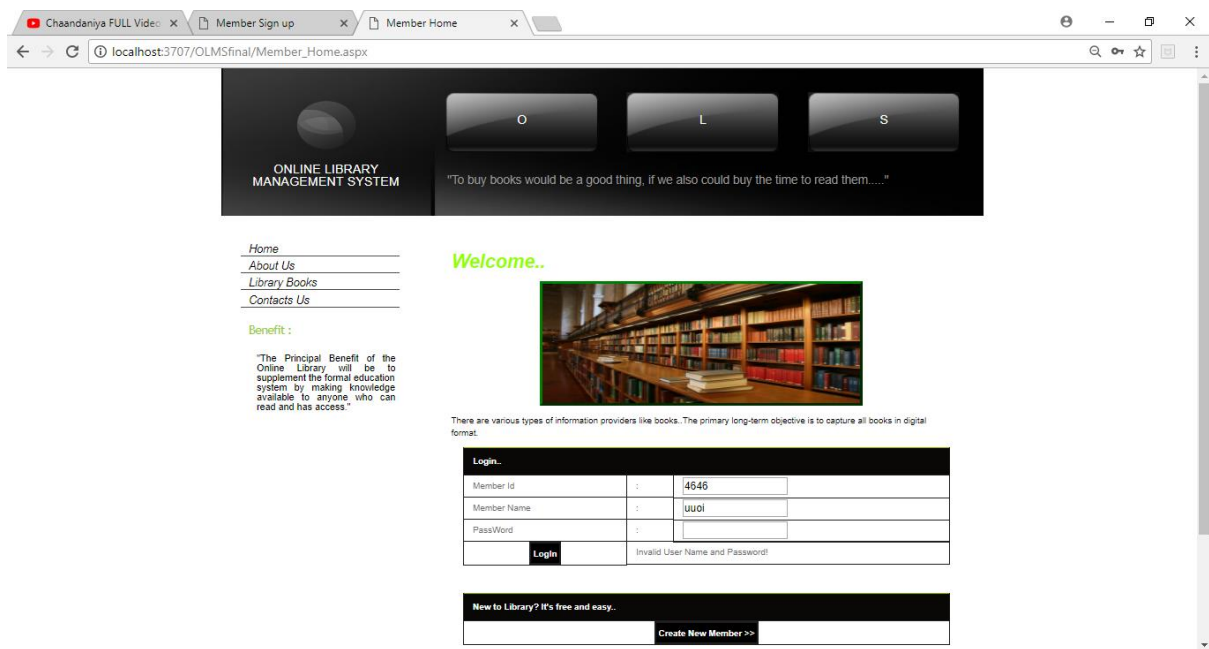 Chaandaniya FULL Video
Member Sign up
Member Home
localhost:3707/OLMSfinal/Member_Home.aspx
O
L
S
ONLINE LIBRARY
MANAGEMENT SYSTEM
"To buy books would be a good thing, if we also could buy the time to read them....."
Home
About Us
Library Books
Contacts Us
Benefit :
"The Principal Benefit of the
Online Library will be to
supplement the formal education
system by making knowledge
available to anyone who can
read and has access."
Welcome..
There are various types of information providers like books..The primary long-term objective is to capture all books in digital
format.
Login..
Member Id : 4646
Member Name : uuoi
PassWord :
LogIn Invalid User Name and Password!
New to Library? It's free and easy..
Create New Member >>